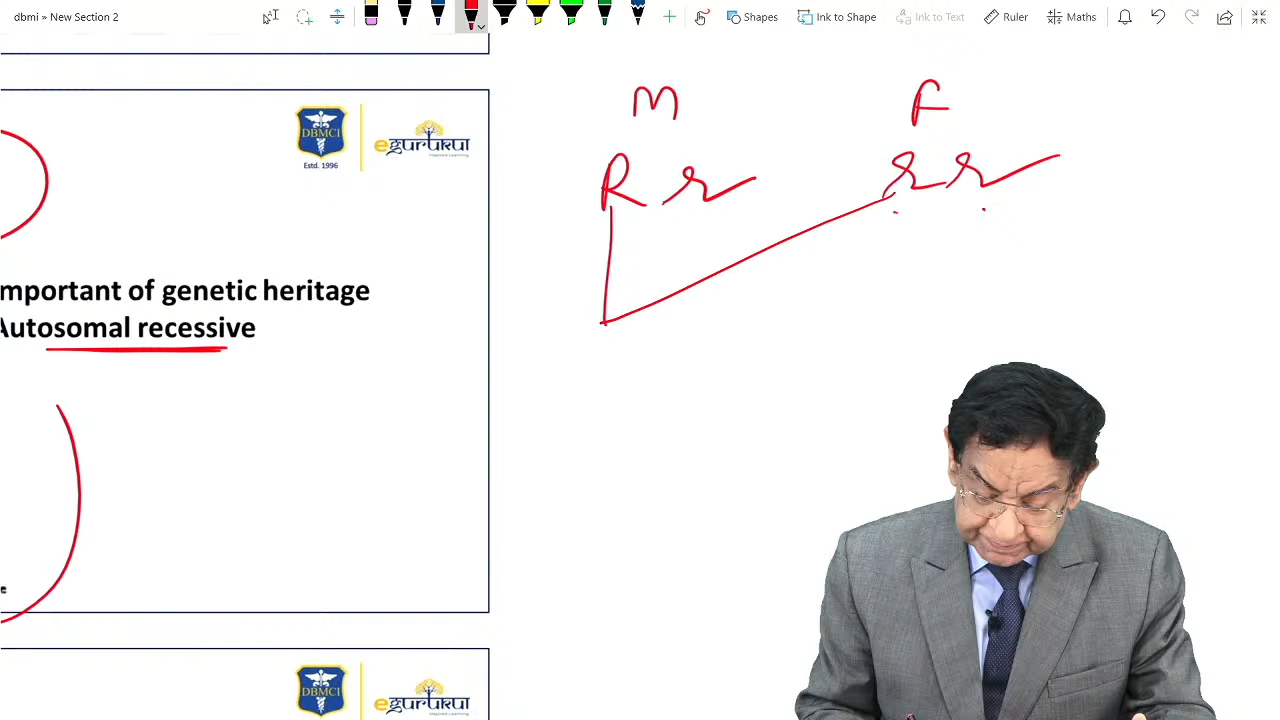 dbmi » New Section 2
Shapes
Ink to Shape
Ink to Text
Ruler
Maths
M F
R r r r
DBMCI
Estd. 1996
egurukul
mportant of genetic heritage
Autosomal recessive
e
DBMCI
egurukul